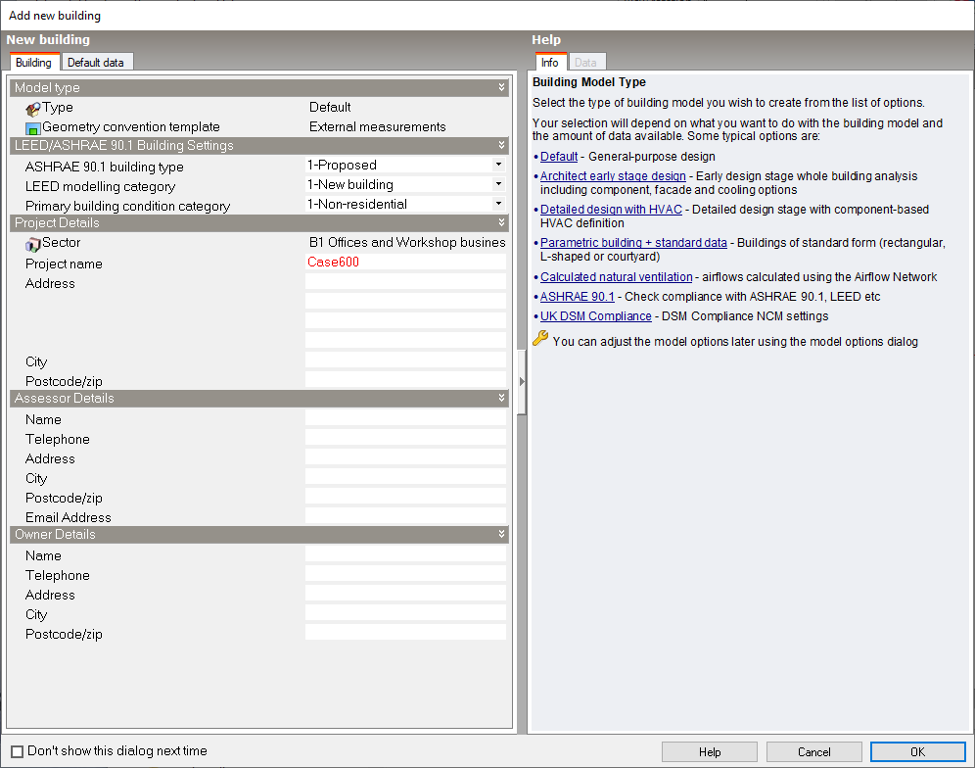 Add new building
New building
Building Default data
Model type
Type Default
Geometry convention template External measurements
LEED/ASHRAE 90.1 Building Settings
ASHRAE 90.1 building type 1-Proposed
LEED modelling category 1-New building
Primary building condition category 1-Non-residential
Project Details
Sector B1 Offices and Workshop busines
Project name Case600
Address
City
Postcode/zip
Assessor Details
Name
Telephone
Address
City
Postcode/zip
Email Address
Owner Details
Name
Telephone
Address
City
Postcode/zip
Help
Info Data
Building Model Type
Select the type of building model you wish to create from the list of options.
Your selection will depend on what you want to do with the building model and
the amount of data available. Some typical options are:
• Default - General-purpose design
• Architect early stage design - Early design stage whole building analysis
including component, facade and cooling options
• Detailed design with HVAC - Detailed design stage with component-based
HVAC definition
• Parametric building + standard data - Buildings of standard form (rectangular,
L-shaped or courtyard)
• Calculated natural ventilation - airflows calculated using the Airflow Network
• ASHRAE 90.1 - Check compliance with ASHRAE 90.1, LEED etc
• UK DSM Compliance - DSM Compliance NCM settings
You can adjust the model options later using the model options dialog
Don't show this dialog next time
Help Cancel OK